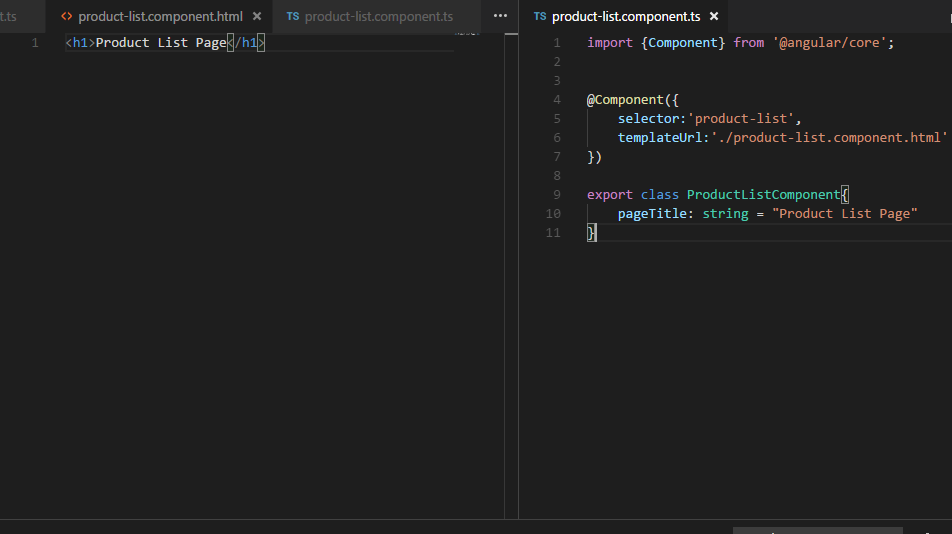 t.ts
<> product-list.component.html ×
TS product-list.component.ts
...
1 <h1>Product List Page</h1>
TS product-list.component.ts ×
1 import {Component} from '@angular/core';
2
3
4 @Component({
5 selector:'product-list',
6 templateUrl:'./product-list.component.html'
7 })
8
9 export class ProductListComponent{
10 pageTitle: string = "Product List Page"
11 }